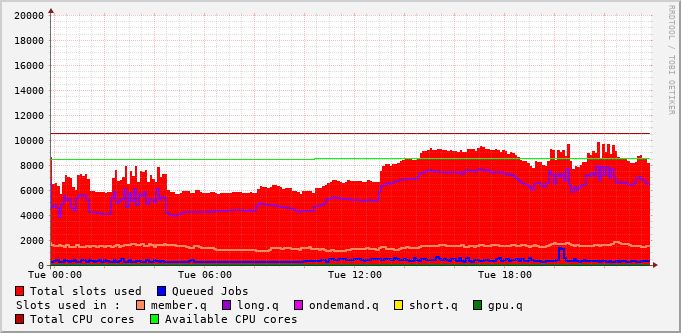 20000
18000
16000
14000
12000
10000
8000
6000
4000
2000
0
Tue 00:00 Tue 06:00 Tue 12:00 Tue 18:00
RRDTOOL / TOBI OETIKER
Total slots used Queued Jobs
Slots used in : member.q long.q ondemand.q short.q gpu.q
Total CPU cores Available CPU cores